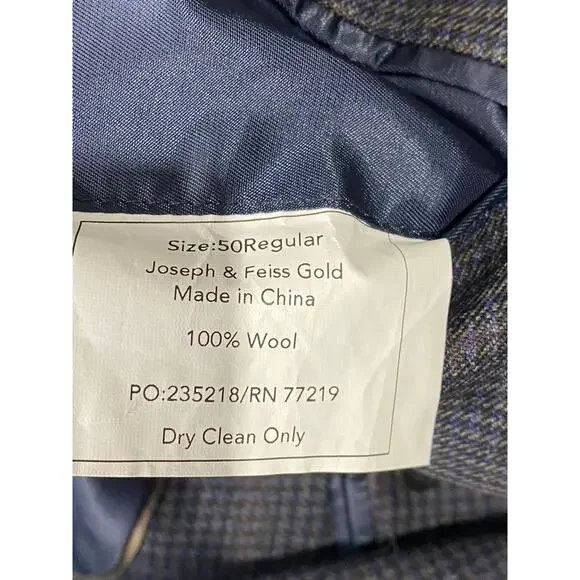 Size:50Regular
Joseph & Feiss Gold
Made in China
100% Wool
PO:235218/RN 77219
Dry Clean Only